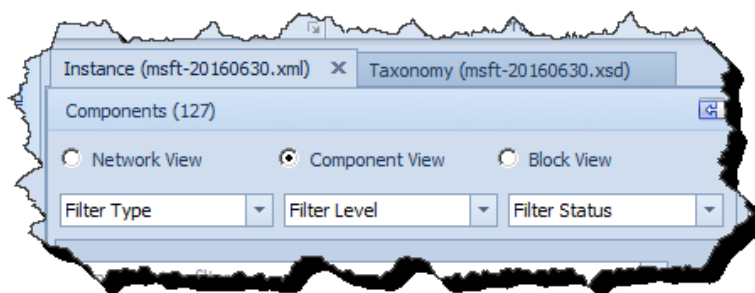 Instance (msft-20160630.xml) X Taxonomy (msft-20160630.xsd)
Components (127)
Network View Component View Block View
Filter Type Filter Level Filter Status